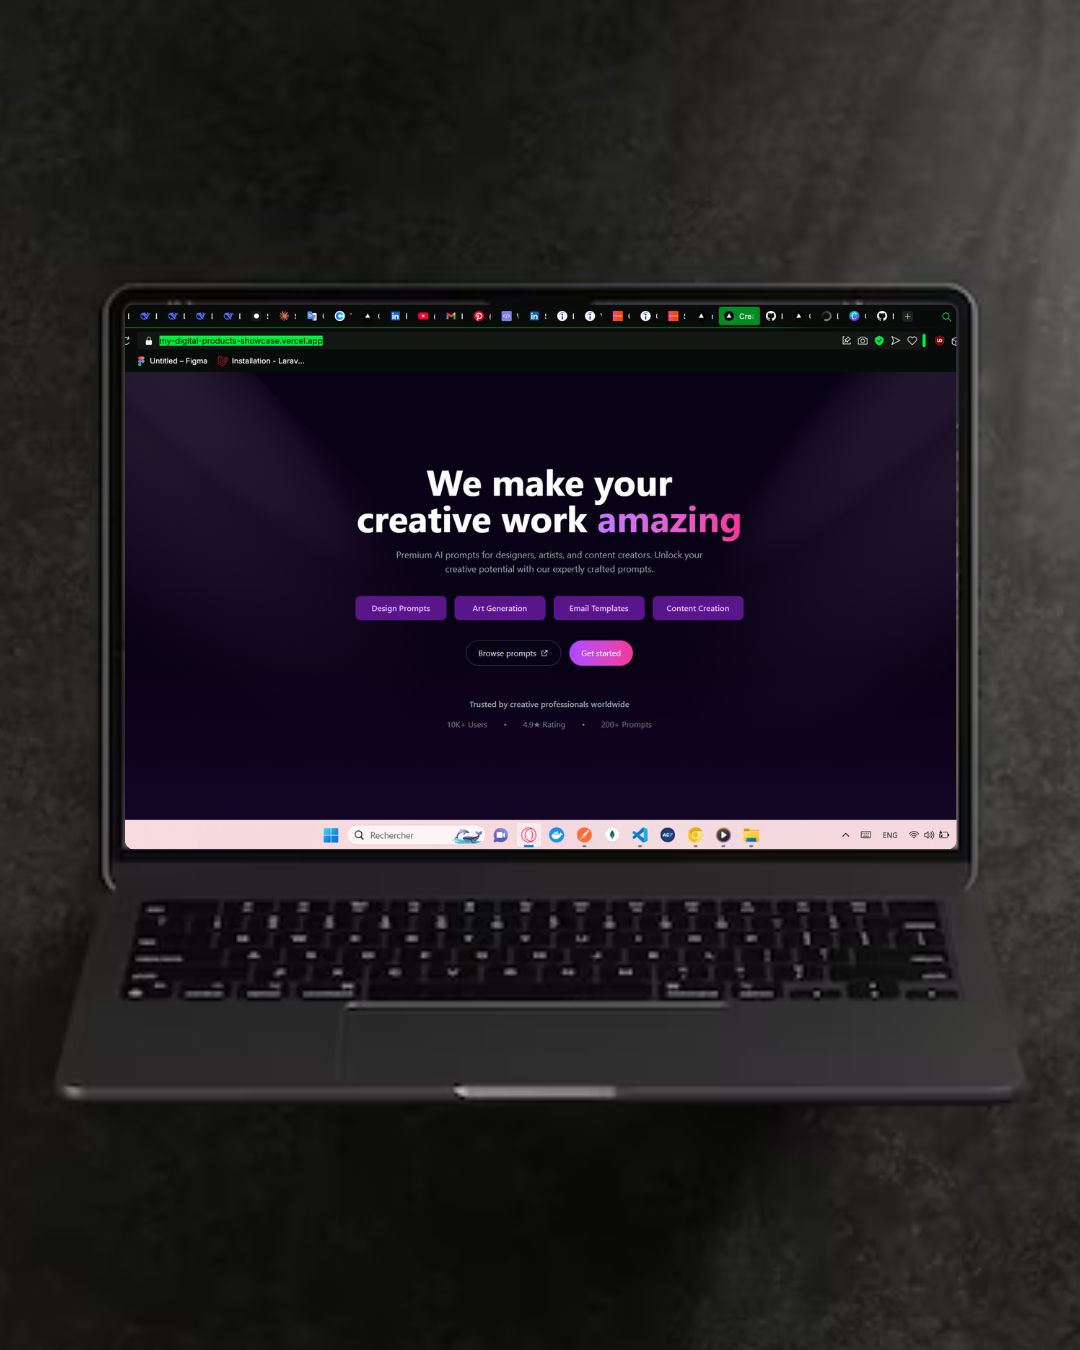 Cre
my-digital-products-showcase.vercel.app
Untitled – Figma
Installation - Larav...
We make your
creative work amazing
Premium AI prompts for designers, artists, and content creators. Unlock your
creative potential with our expertly crafted prompts.
Design Prompts
Art Generation
Email Templates
Content Creation
Browse prompts
Get started
Trusted by creative professionals worldwide
10K+ Users • 4.9★ Rating • 200+ Prompts
Rechercher
ENG